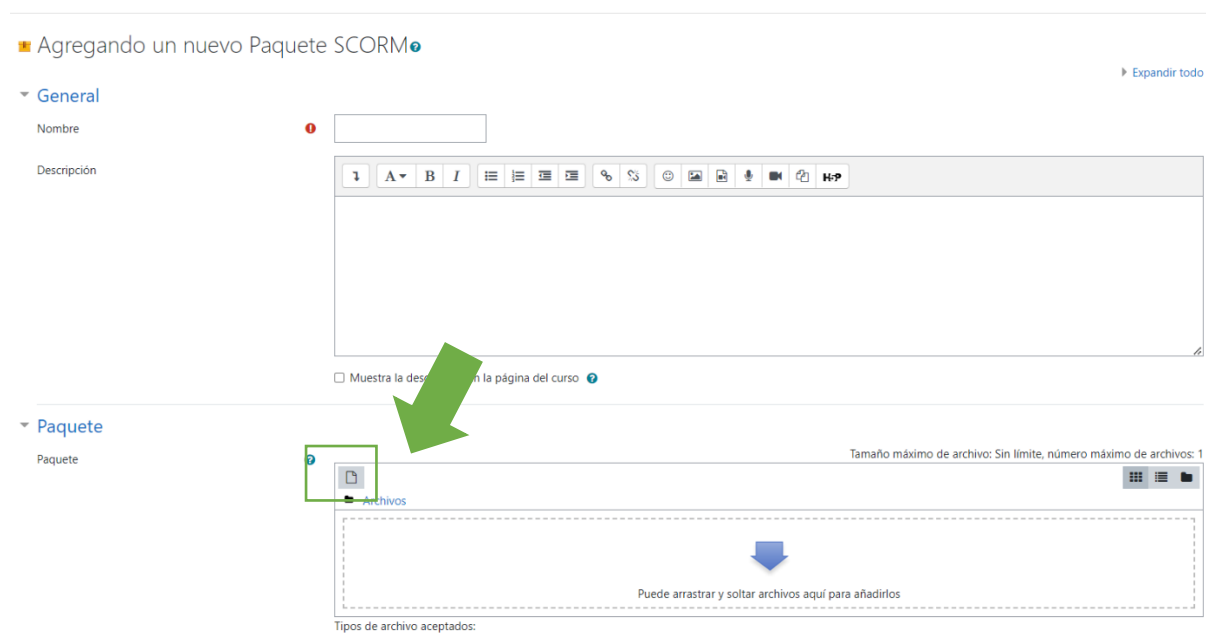 Agregando un nuevo Paquete SCORM
Expandir todo
General
Nombre
Descripción
A B I H-P
Muestra la des n la página del curso
Paquete
Paquete
Tamaño máximo de archivo: Sin límite, número máximo de archivos: 1
Archivos
Puede arrastrar y soltar archivos aquí para añadirlos
Tipos de archivo aceptados: